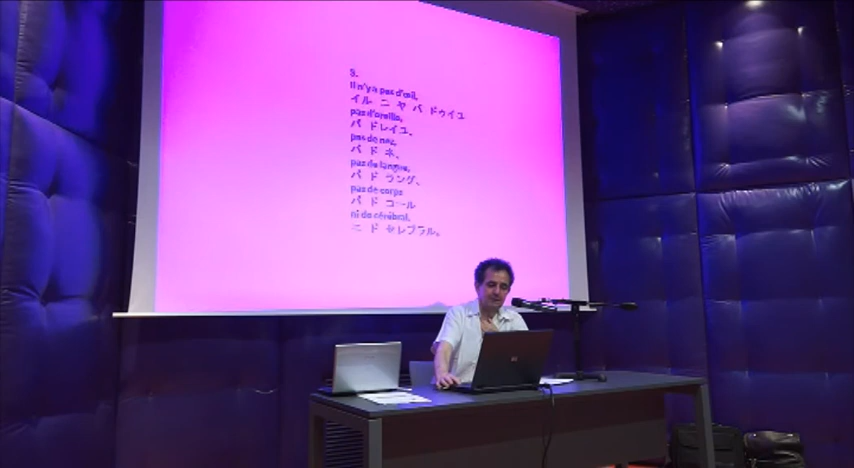 3.
Il n'y a pas d'œil,
イル ニ ヤ パ ドゥイユ
pas d'oreille,
パ ドレイユ、
pas de nez,
パ ド ネ、
pas de langue,
パ ド ラング、
pas de corps
パ ド コール
ni de cérébral.
ニ ド セレブラル。